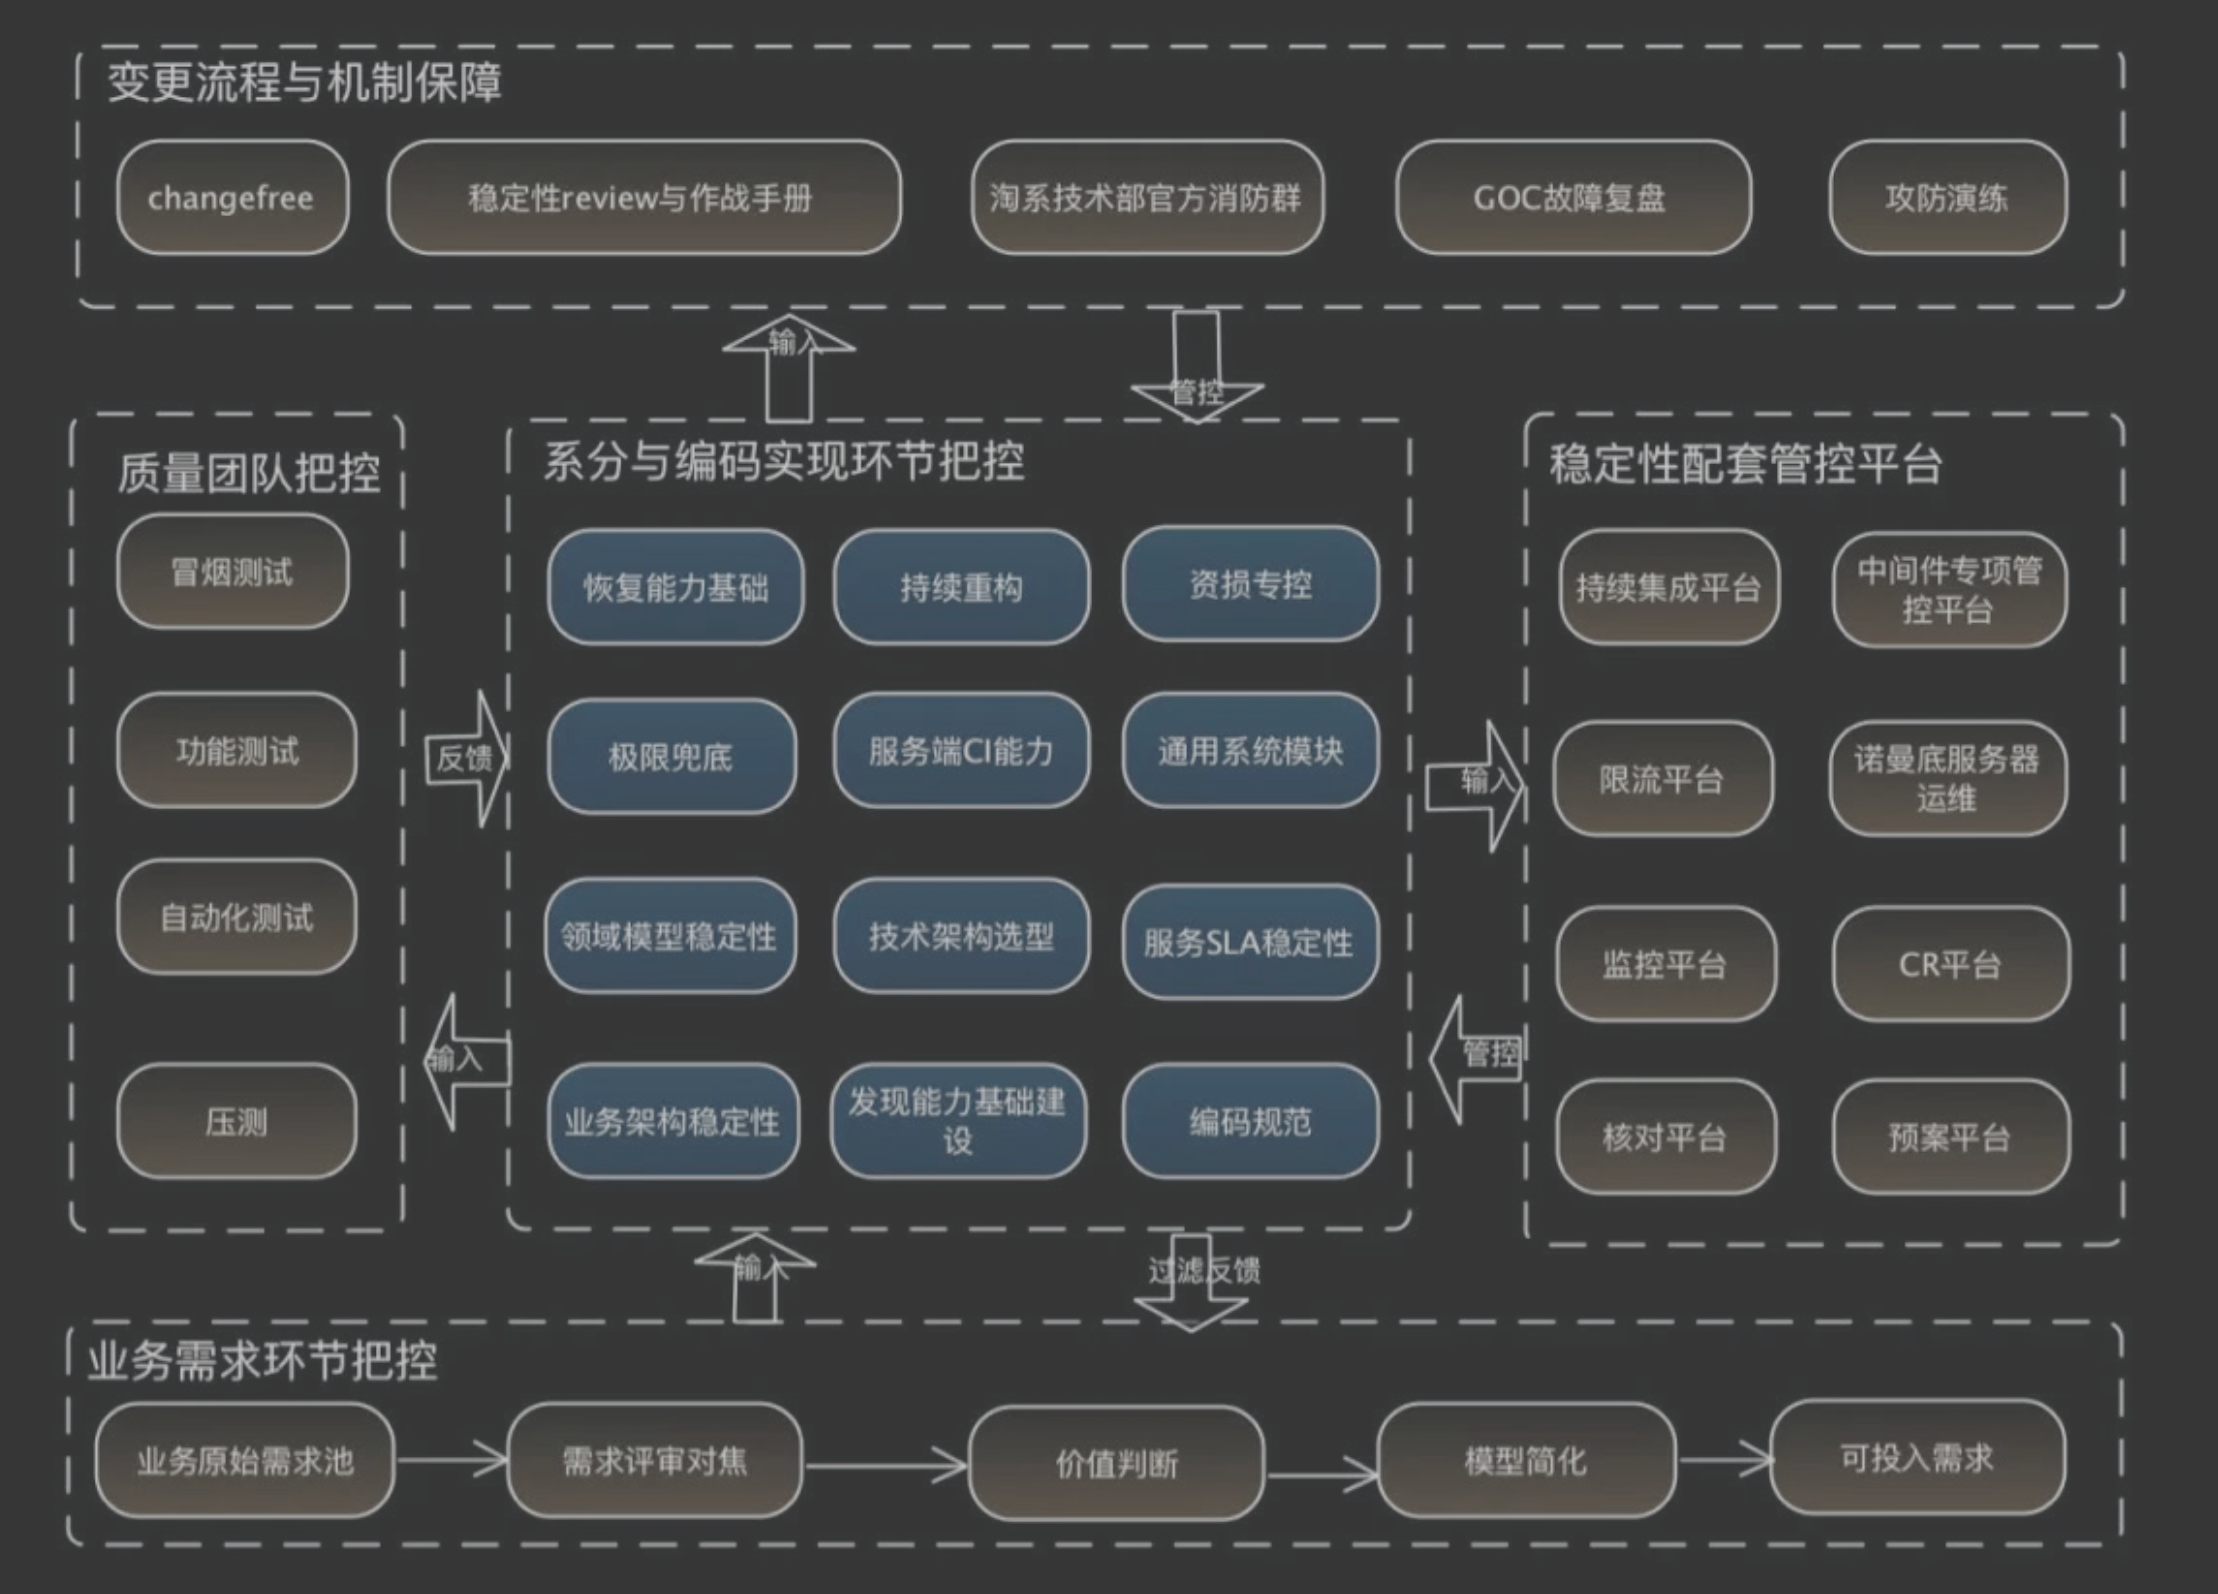 变更流程与机制保障
changefree
稳定性review与作战手册
淘系技术部官方消防群
GOC故障复盘
攻防演练
输入
管控
质量团队把控
冒烟测试
功能测试
自动化测试
压测
反馈
输入
系分与编码实现环节把控
恢复能力基础
持续重构
资损专控
极限兜底
服务端CI能力
通用系统模块
领域模型稳定性
技术架构选型
服务SLA稳定性
业务架构稳定性
发现能力基础建
设
编码规范
输入
管控
稳定性配套管控平台
持续集成平台
中间件专项管
控平台
限流平台
诺曼底服务器
运维
监控平台
CR平台
核对平台
预案平台
输入
过滤反馈
业务需求环节把控
业务原始需求池
需求评审对焦
价值判断
模型简化
可投入需求